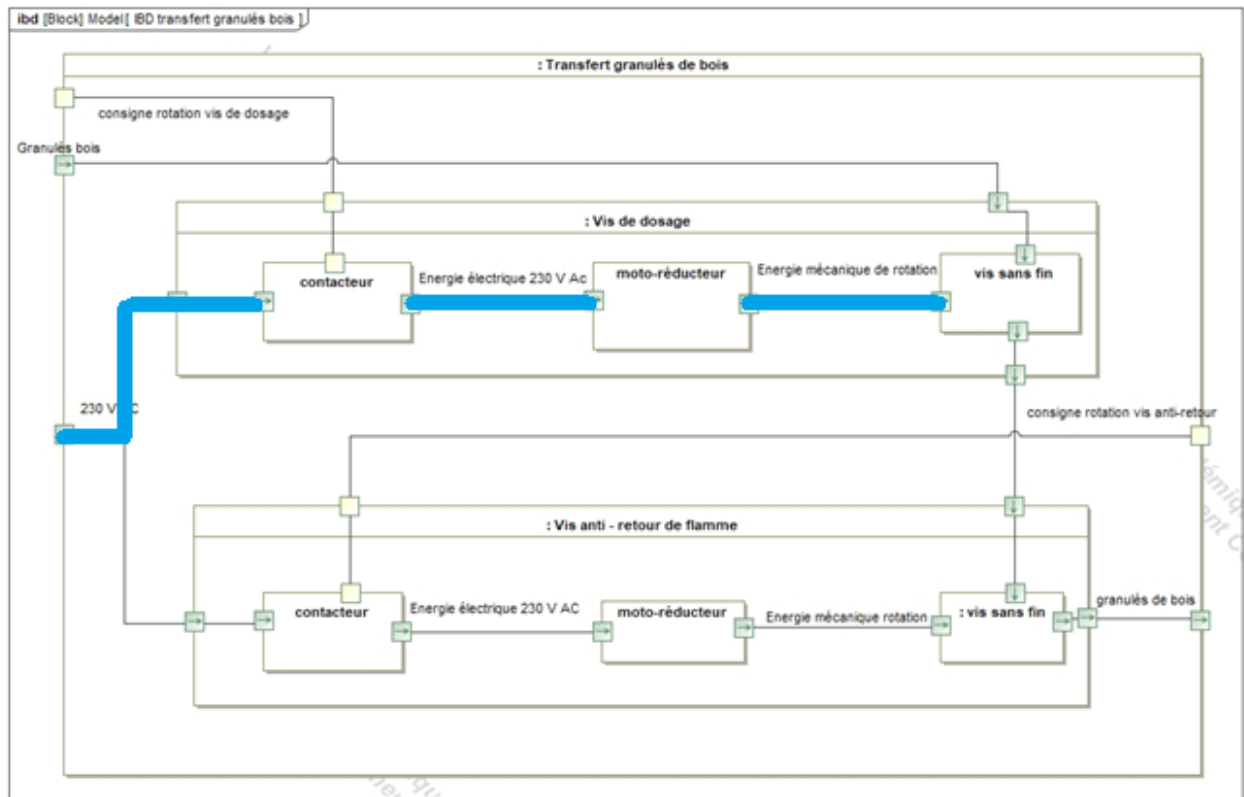 ibd [Block] Model[ IBD transfert granulés bois ]
: Transfert granulés de bois
consigne rotation vis de dosage
Granulés bois
: Vis de dosage
contacteur
Energie électrique 230 V Ac
moto-réducteur
Energie mécanique de rotation
vis sans fin
230 V
consigne rotation vis anti-retour
: Vis anti - retour de flamme
contacteur
Energie électrique 230 V AC
moto-réducteur
Energie mécanique rotation
: vis sans fin
granulés de bois